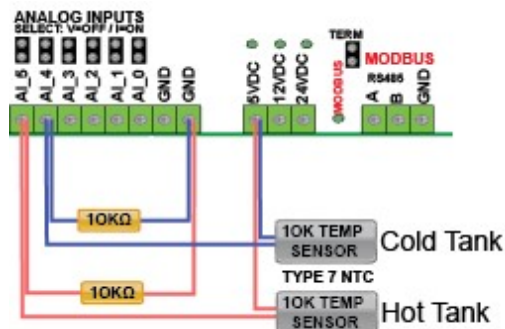 ANALOG INPUTS
SELECT: V=OFF / I=ON
AI_5
AI_4
AI_3
AI_2
AI_1
AI_0
GND
GND
5VDC
12VDC
24VDC
TERM
MODBUS
MODBUS
RS485
A
B
GND
10KΩ
10K TEMP
SENSOR
Cold Tank
TYPE 7 NTC
10KΩ
10K TEMP
SENSOR
Hot Tank